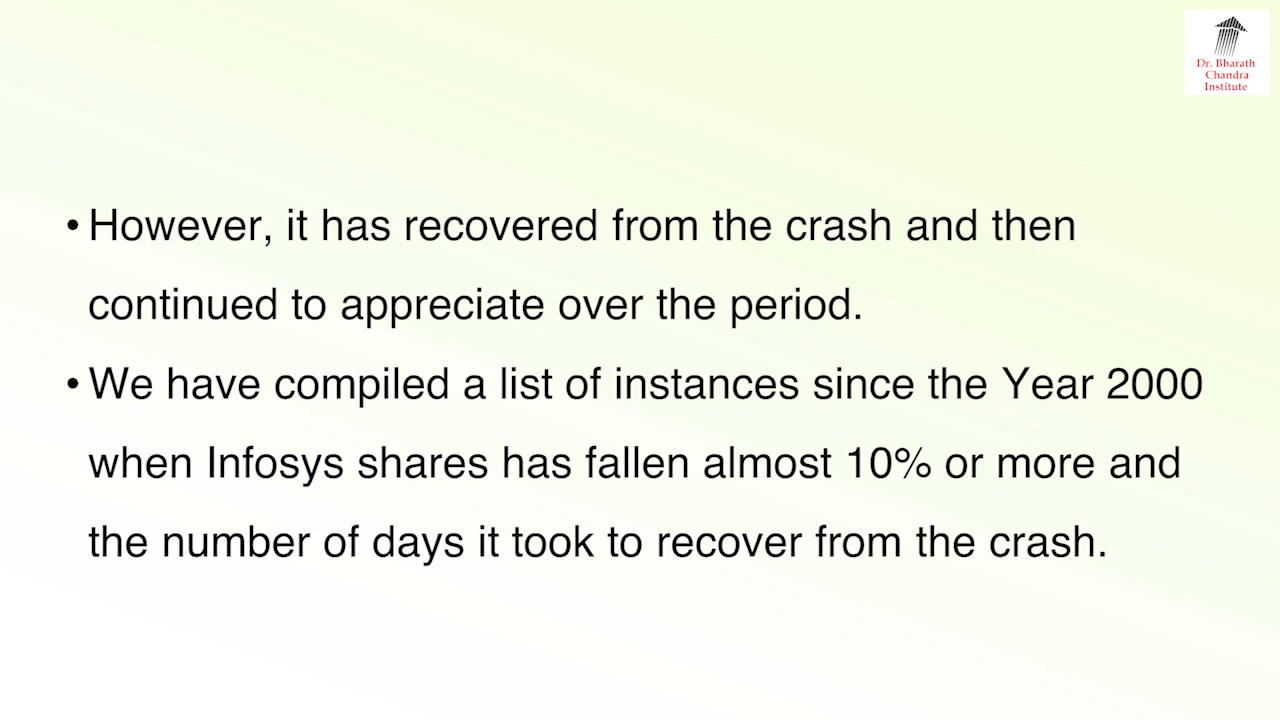 Dr. Bharath
Chandra
Institute
• However, it has recovered from the crash and then
continued to appreciate over the period.
• We have compiled a list of instances since the Year 2000
when Infosys shares has fallen almost 10% or more and
the number of days it took to recover from the crash.